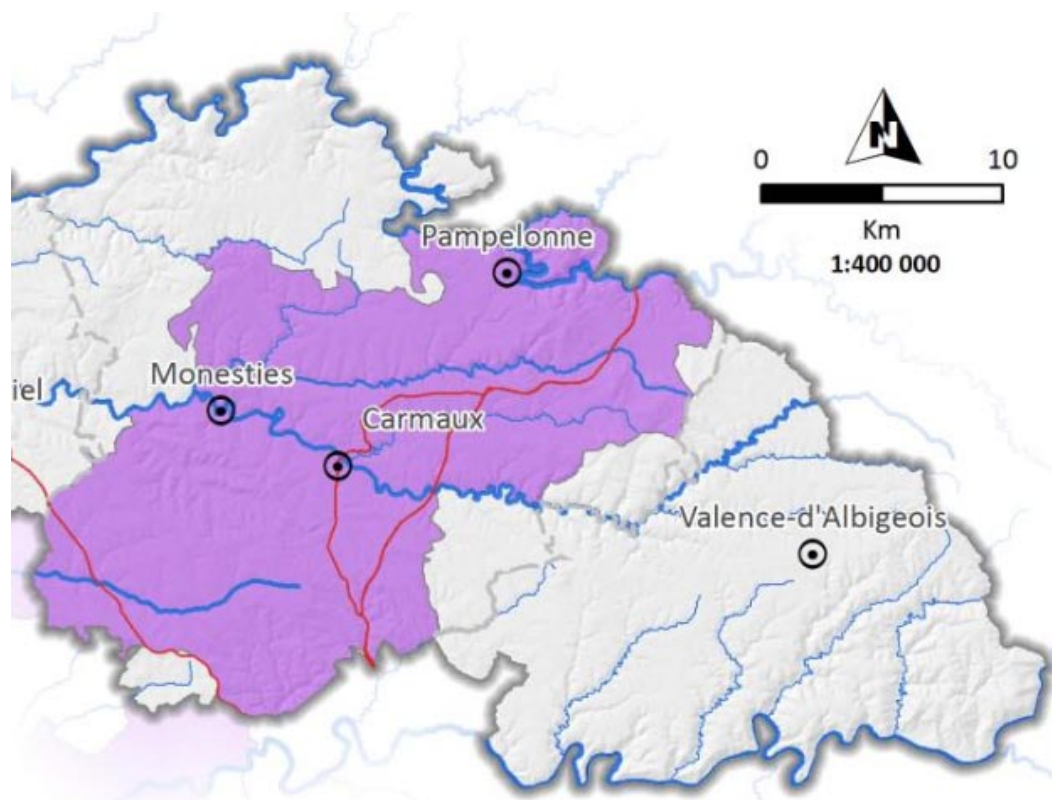 N
0 10
Km
1:400 000
Pampelonne
Monesties
iel
Carmaux
Valence-d'Albigeois